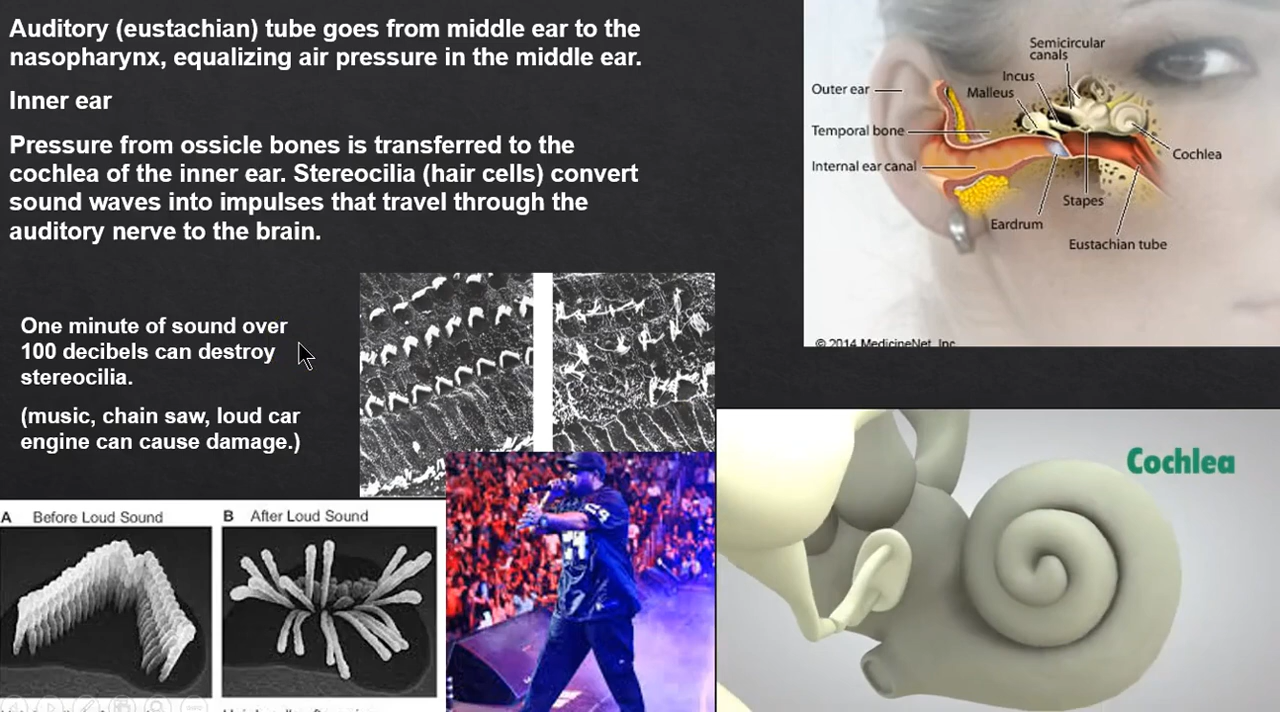 Auditory (eustachian) tube goes from middle ear to the
nasopharynx, equalizing air pressure in the middle ear.
Inner ear
Pressure from ossicle bones is transferred to the
cochlea of the inner ear. Stereocilia (hair cells) convert
sound waves into impulses that travel through the
auditory nerve to the brain.
One minute of sound over
100 decibels can destroy
stereocilia.
(music, chain saw, loud car
engine can cause damage.)
A Before Loud Sound
B After Loud Sound
Semicircular
canals
Incus
Malleus
Outer ear
Temporal bone
Internal ear canal
Cochlea
Stapes
Eardrum
Eustachian tube
© 2014 MedicineNet, Inc.
Cochlea